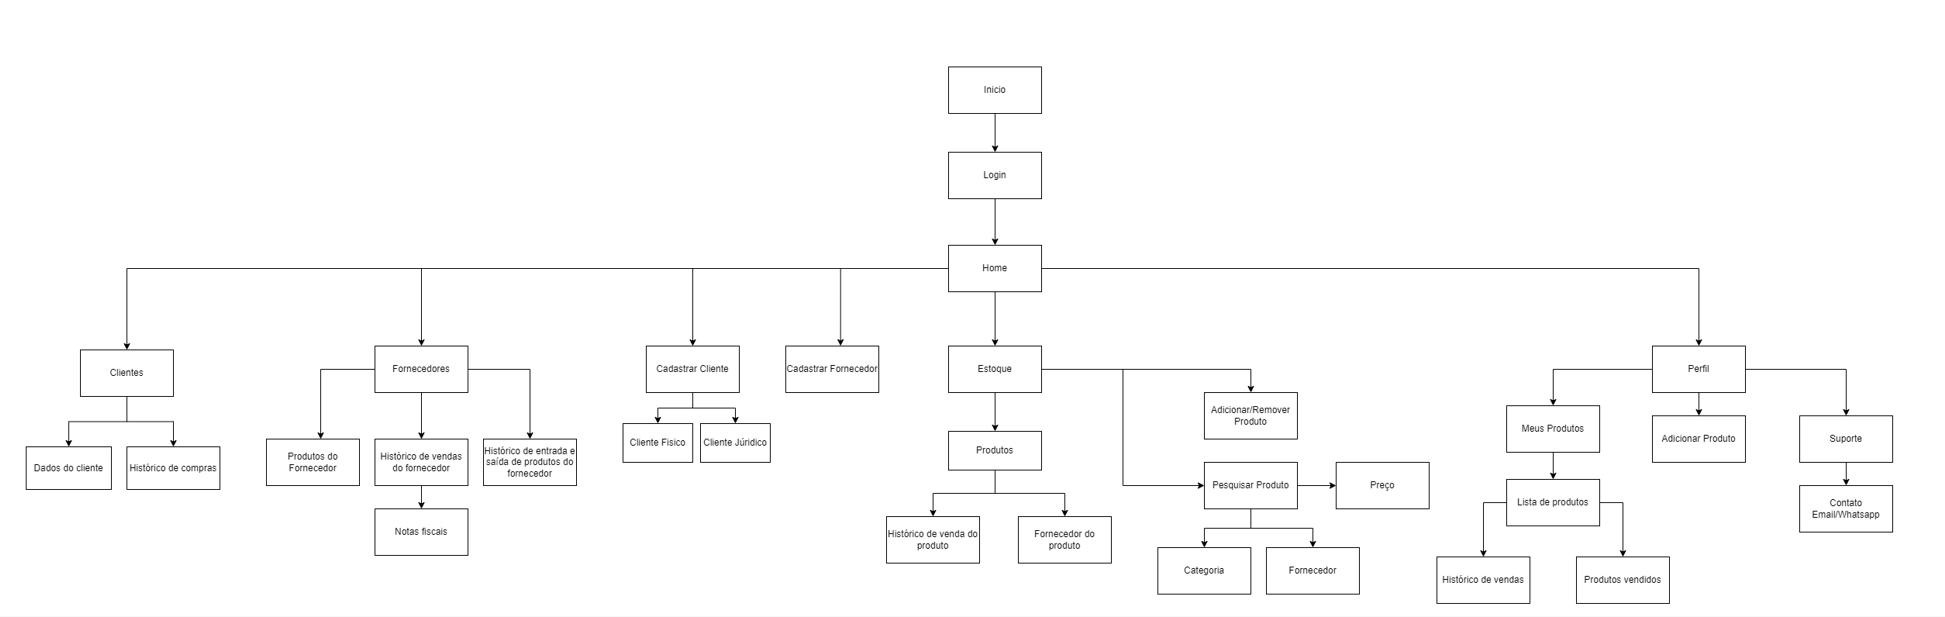 Inicio
Login
Home
Clientes
Fornecedores
Cadastrar Cliente
Cadastrar Fornecedor
Estoque
Perfil
Dados do cliente
Histórico de compras
Produtos do
Fornecedor
Histórico de vendas
do fornecedor
Histórico de entrada e
saída de produtos do
fornecedor
Notas fiscais
Cliente Fisico
Cliente Júridico
Produtos
Histórico de venda do
produto
Fornecedor do
produto
Adicionar/Remover
Produto
Pesquisar Produto
Preço
Categoria
Fornecedor
Meus Produtos
Adicionar Produto
Suporte
Lista de produtos
Contato
Email/Whatsapp
Histórico de vendas
Produtos vendidos